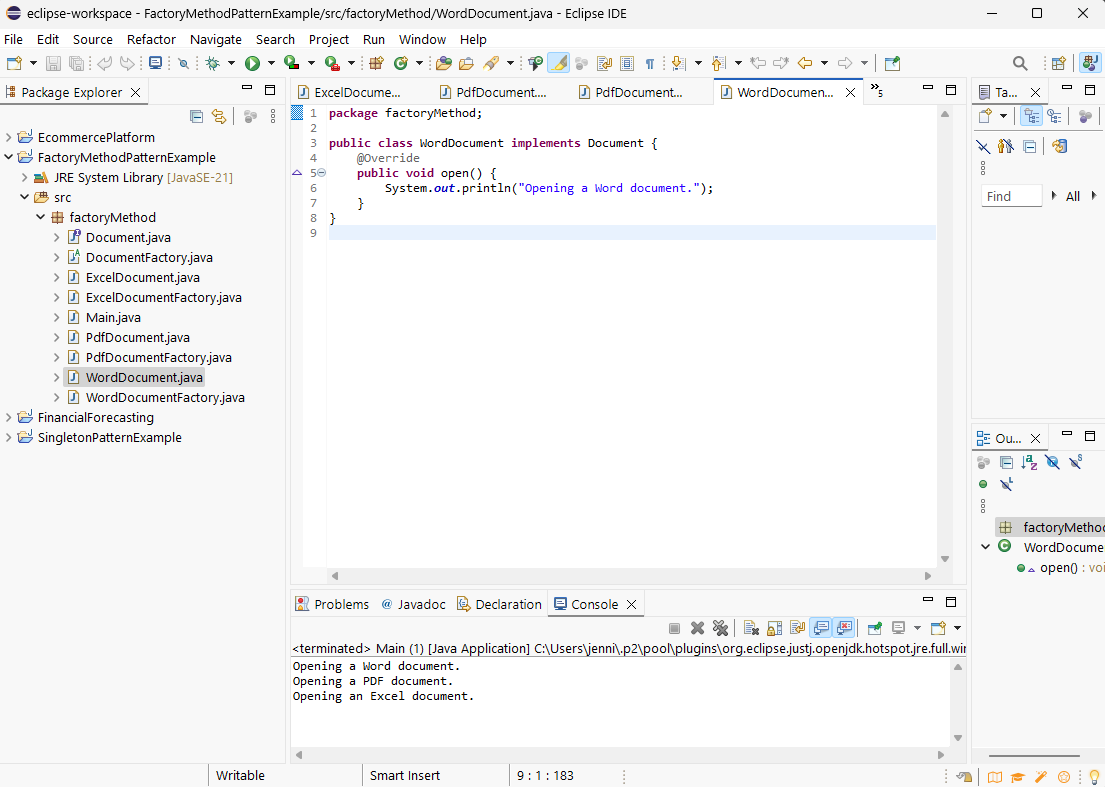 eclipse-workspace - FactoryMethodPatternExample/src/factoryMethod/WordDocument.java - Eclipse IDE
File Edit Source Refactor Navigate Search Project Run Window Help
Package Explorer
EcommercePlatform
FactoryMethodPatternExample
JRE System Library [JavaSE-21]
src
factoryMethod
Document.java
DocumentFactory.java
ExcelDocument.java
ExcelDocumentFactory.java
Main.java
PdfDocument.java
PdfDocumentFactory.java
WordDocument.java
WordDocumentFactory.java
FinancialForecasting
SingletonPatternExample
ExcelDocume... PdfDocument.... PdfDocument... WordDocumen... »5
1 package factoryMethod;
2
3 public class WordDocument implements Document {
4 @Override
5 public void open() {
6 System.out.println("Opening a Word document.");
7 }
8 }
9
Problems @ Javadoc Declaration Console
<terminated> Main (1) [Java Application] C:\Users\jenni\.p2\pool\plugins\org.eclipse.justj.openjdk.hotspot.jre.full.wir
Opening a Word document.
Opening a PDF document.
Opening an Excel document.
Ta...
Find All
Ou...
factoryMethod
WordDocume
open() : voi
Writable Smart Insert 9 : 1 : 183